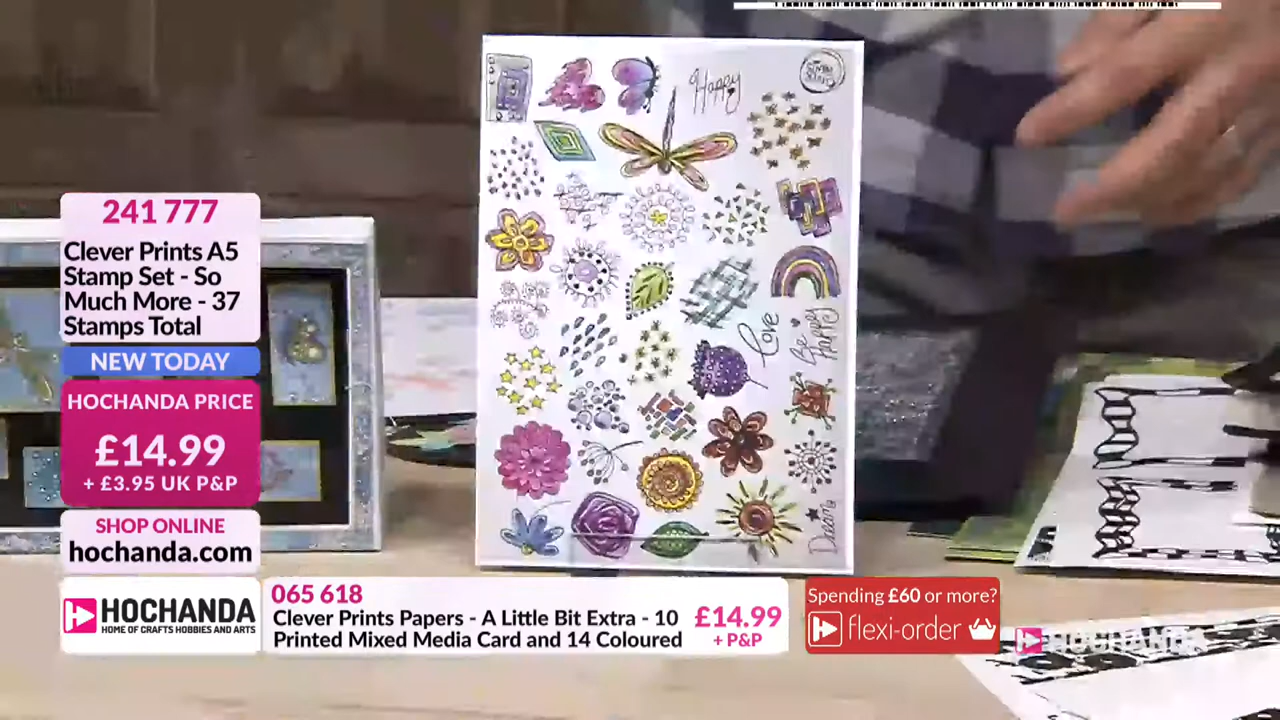 241 777
Clever Prints A5
Stamp Set - So
Much More - 37
Stamps Total
NEW TODAY
HOCHANDA PRICE
£14.99
+ £3.95 UK P&P
SHOP ONLINE
hochanda.com
HOCHANDA
HOME OF CRAFTS HOBBIES AND ARTS
065 618
Clever Prints Papers - A Little Bit Extra - 10
Printed Mixed Media Card and 14 Coloured
£14.99
+ P&P
Spending £60 or more?
flexi-order
HOCHANDA
Happy
Love
Be Happy
Dream